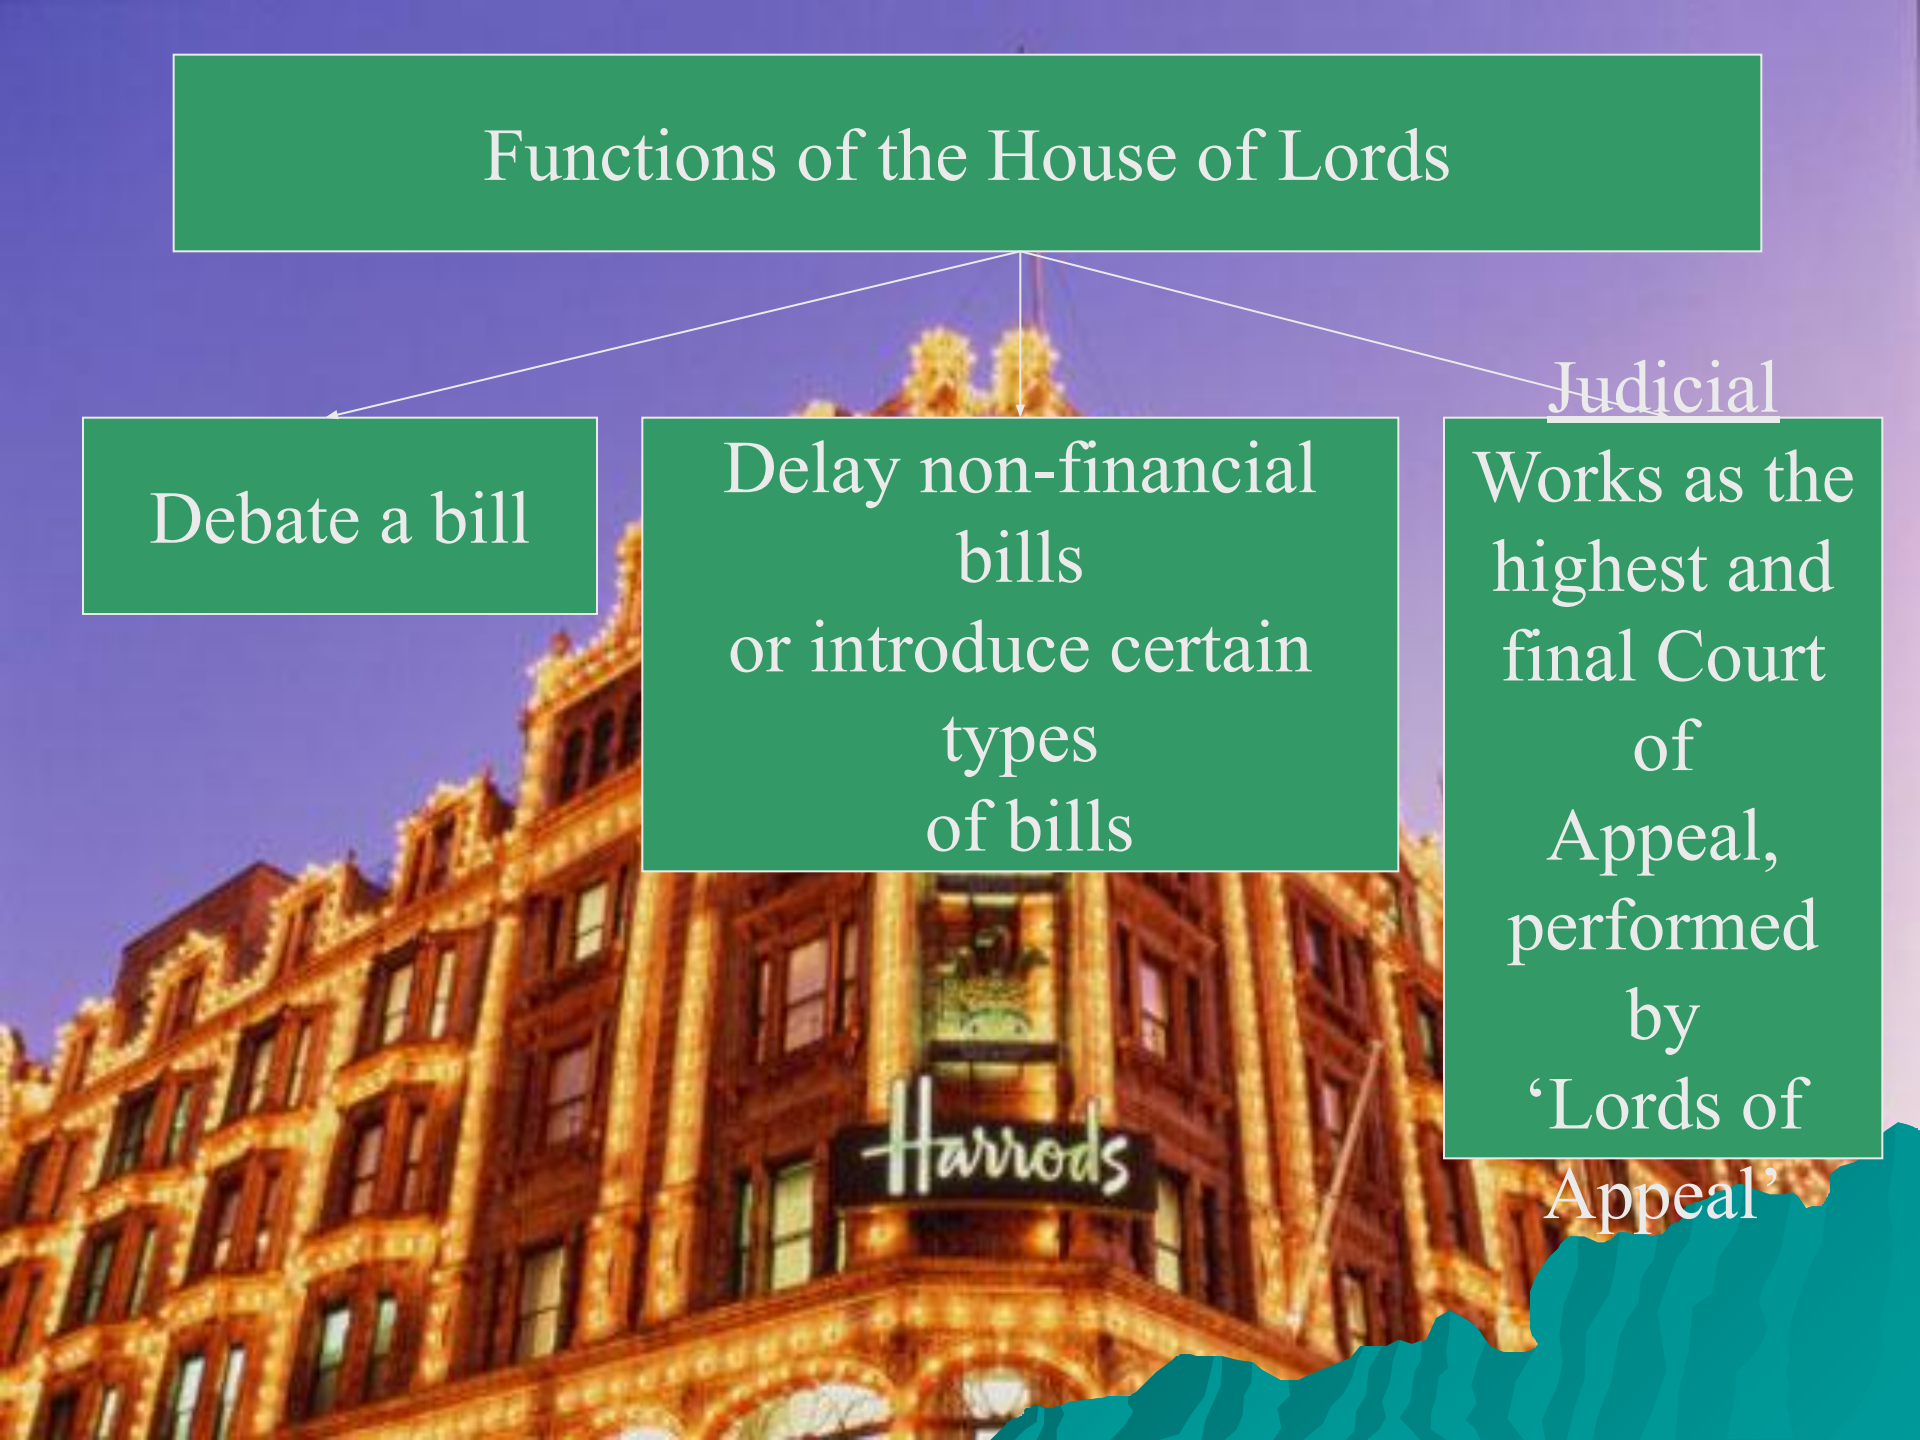 Functions of the House of Lords
Debate a bill
Delay non-financial
bills
or introduce certain
types
of bills
Judicial
Works as the
highest and
final Court
of
Appeal,
performed
by
‘Lords of
Appeal’
Harrods